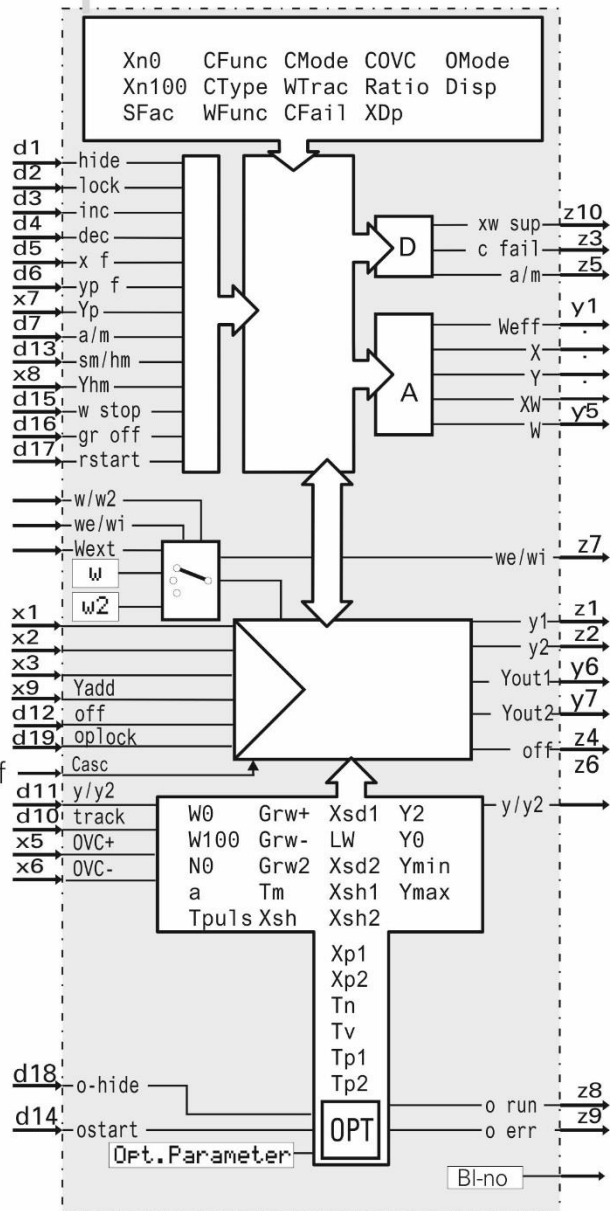 Xn0 CFunc CMode COVC OMode
Xn100 CType WTrac Ratio Disp
SFac WFunc CFail XDp
d1 hide
d2 lock
d3 inc
d4 dec
d5 x f
d6 yp f
x7 Yp
d7 a/m
d13 sm/hm
x8 Yhm
d15 w stop
d16 gr off
d17 rstart
D
xw sup z10
c fail z3
a/m z5
A
Weff y1
X .
Y .
XW .
W y5
w/w2
we/wi
Wext
w
w2
we/wi z7
x1
x2
x3
x9 Yadd
d12 off
d19 oplock
f Casc
d11 y/y2
d10 track
x5 OVC+
x6 OVC-
y1 z1
y2 z2
Yout1 y6
Yout2 y7
off z4
z6
y/y2
W0 Grw+ Xsd1 Y2
W100 Grw- LW Y0
N0 Grw2 Xsd2 Ymin
a Tm Xsh1 Ymax
Tpuls Xsh Xsh2
Xp1
Xp2
Tn
Tv
Tp1
Tp2
d18 o-hide
d14 ostart
Opt.Parameter
OPT
o run z8
o err z9
Bl-no